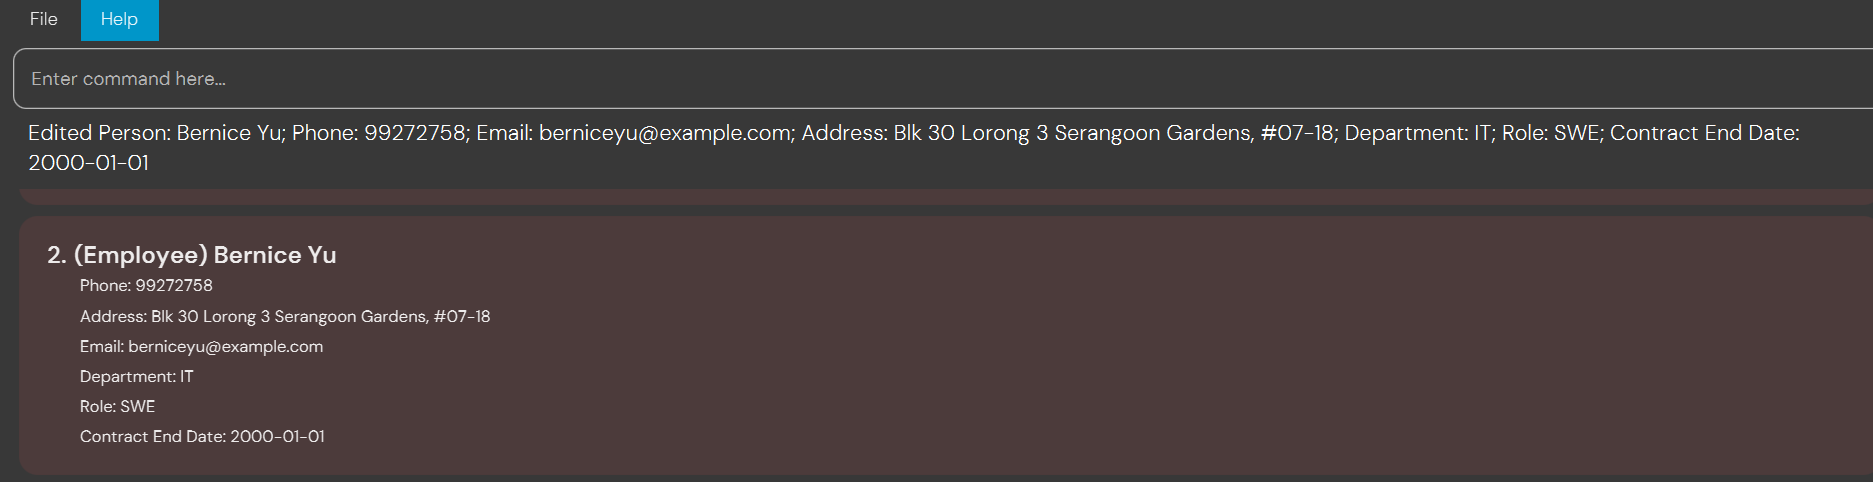 File Help
Enter command here...
Edited Person: Bernice Yu; Phone: 99272758; Email: berniceyu@example.com; Address: Blk 30 Lorong 3 Serangoon Gardens, #07-18; Department: IT; Role: SWE; Contract End Date:
2000-01-01
2. (Employee) Bernice Yu
Phone: 99272758
Address: Blk 30 Lorong 3 Serangoon Gardens, #07-18
Email: berniceyu@example.com
Department: IT
Role: SWE
Contract End Date: 2000-01-01